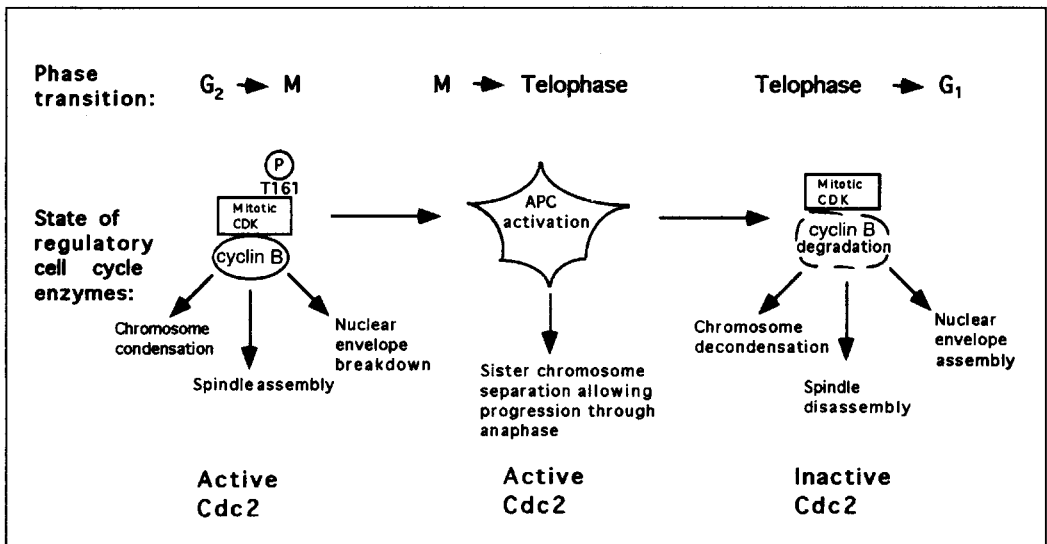 Phase
transition:
G₂ → M
M → Telophase
Telophase → G₁
State of
regulatory
cell cycle
enzymes:
P
T161
Mitotic
CDK
cyclin B
Chromosome
condensation
Spindle assembly
Nuclear
envelope
breakdown
APC
activation
Sister chromosome
separation allowing
progression through
anaphase
Mitotic
CDK
cyclin B
degradation
Chromosome
decondensation
Spindle
disassembly
Nuclear
envelope
assembly
Active
Cdc2
Active
Cdc2
Inactive
Cdc2